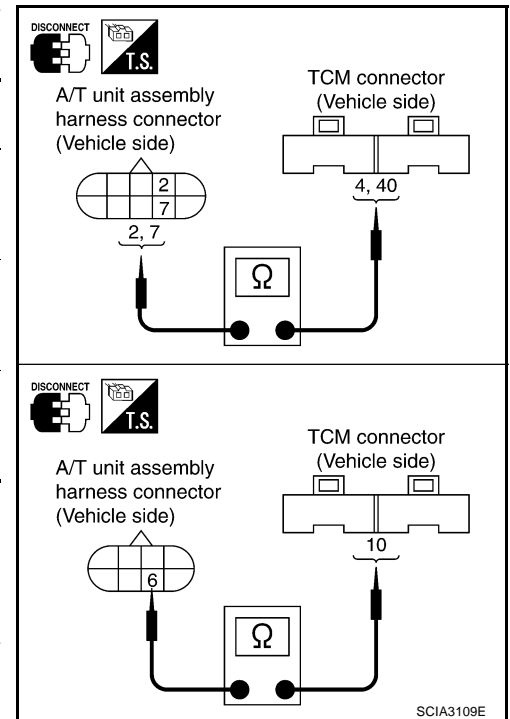 DISCONNECT
T.S.
A/T unit assembly
harness connector
(Vehicle side)
TCM connector
(Vehicle side)
2
7
2, 7
4, 40
Ω
DISCONNECT
T.S.
A/T unit assembly
harness connector
(Vehicle side)
TCM connector
(Vehicle side)
6
10
Ω
SCIA3109E